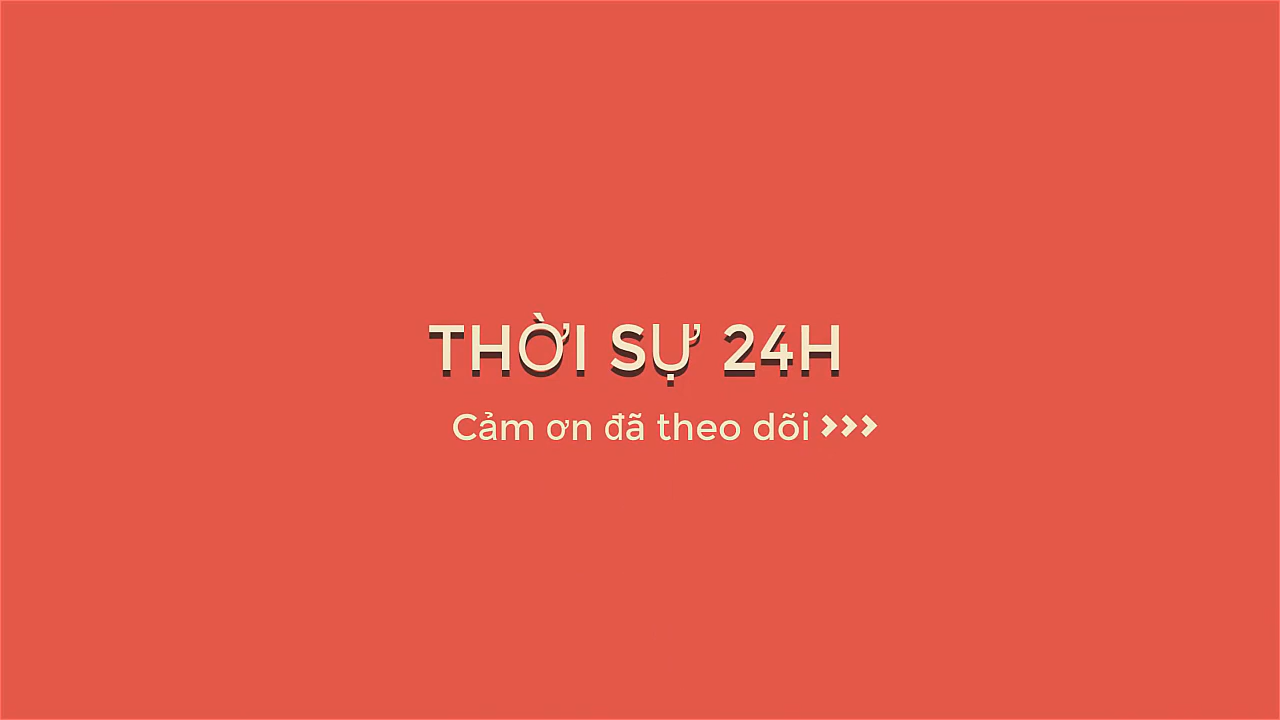 THỜI SỰ 24H
Cảm ơn đã theo dõi